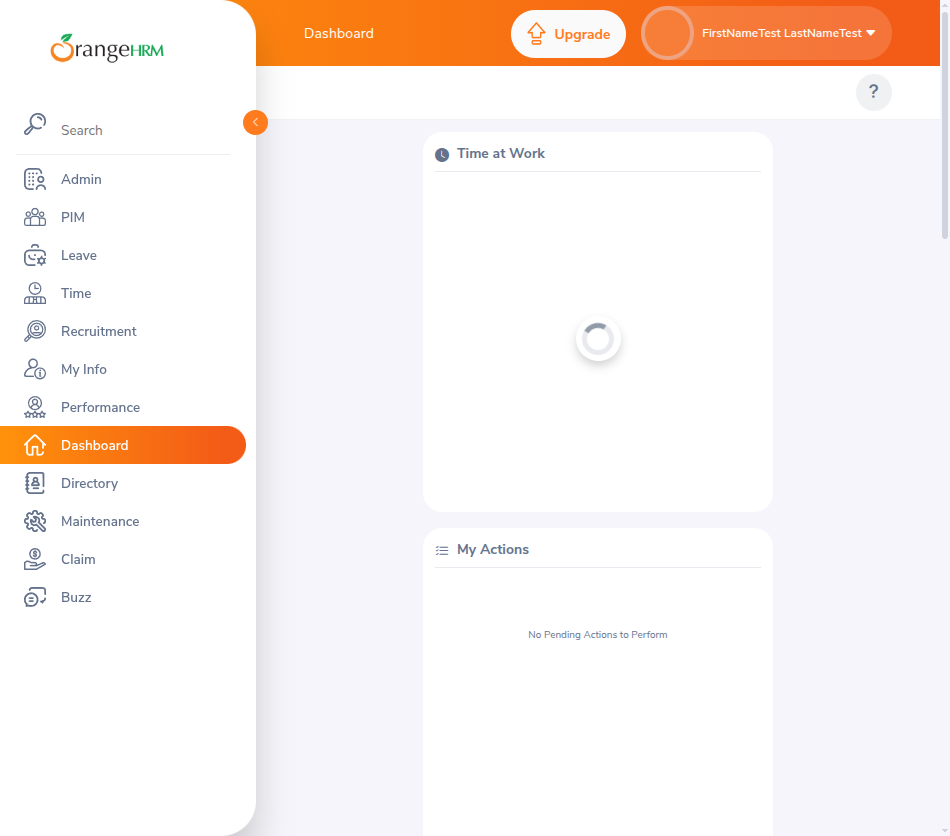 OrangeHRM
Dashboard
Upgrade
FirstNameTest LastNameTest
?
Search
Admin
PIM
Leave
Time
Recruitment
My Info
Performance
Dashboard
Directory
Maintenance
Claim
Buzz
Time at Work
My Actions
No Pending Actions to Perform